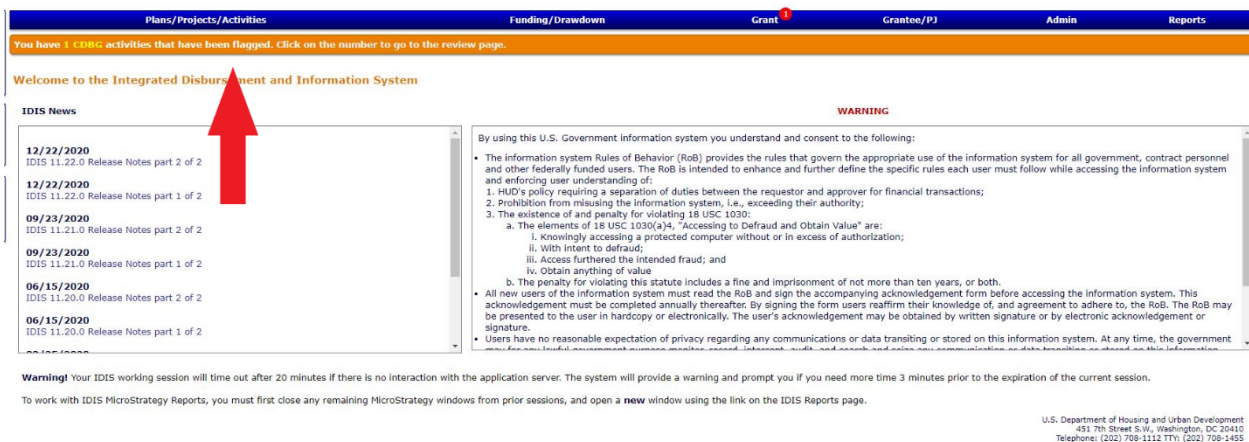 Plans/Projects/Activities Funding/Drawdown Grant 1 Grantee/PJ Admin Reports
You have 1 CDBG activities that have been flagged. Click on the number to go to the review page.
Welcome to the Integrated Disbursement and Information System
IDIS News
12/22/2020
IDIS 11.22.0 Release Notes part 2 of 2
12/22/2020
IDIS 11.22.0 Release Notes part 1 of 2
09/23/2020
IDIS 11.21.0 Release Notes part 2 of 2
09/23/2020
IDIS 11.21.0 Release Notes part 1 of 2
06/15/2020
IDIS 11.20.0 Release Notes part 2 of 2
06/15/2020
IDIS 11.20.0 Release Notes part 1 of 2
WARNING
By using this U.S. Government information system you understand and consent to the following:
• The information system Rules of Behavior (RoB) provides the rules that govern the appropriate use of the information system for all government, contract personnel
and other federally funded users. The RoB is intended to enhance and further define the specific rules each user must follow while accessing the information system
and enforcing user understanding of:
1. HUD's policy requiring a separation of duties between the requestor and approver for financial transactions;
2. Prohibition from misusing the information system, i.e., exceeding their authority;
3. The existence of and penalty for violating 18 USC 1030:
a. The elements of 18 USC 1030(a)4, "Accessing to Defraud and Obtain Value" are:
i. Knowingly accessing a protected computer without or in excess of authorization;
ii. With intent to defraud;
iii. Access furthered the intended fraud; and
iv. Obtain anything of value
b. The penalty for violating this statute includes a fine and imprisonment of not more than ten years, or both.
• All new users of the information system must read the RoB and sign the accompanying acknowledgement form before accessing the information system. This
acknowledgement must be completed annually thereafter. By signing the form users reaffirm their knowledge of, and agreement to adhere to, the RoB. The RoB may
be presented to the user in hardcopy or electronically. The user's acknowledgement may be obtained by written signature or by electronic acknowledgement or
signature.
• Users have no reasonable expectation of privacy regarding any communications or data transiting or stored on this information system. At any time, the government
may for any lawful government purpose monitor, record, intercept, audit, and search and seize any communication or data transiting or stored on this information
Warning! Your IDIS working session will time out after 20 minutes if there is no interaction with the application server. The system will provide a warning and prompt you if you need more time 3 minutes prior to the expiration of the current session.
To work with IDIS MicroStrategy Reports, you must first close any remaining MicroStrategy windows from prior sessions, and open a new window using the link on the IDIS Reports page.
U.S. Department of Housing and Urban Development
451 7th Street S.W., Washington, DC 20410
Telephone: (202) 708-1112 TTY: (202) 708-1455